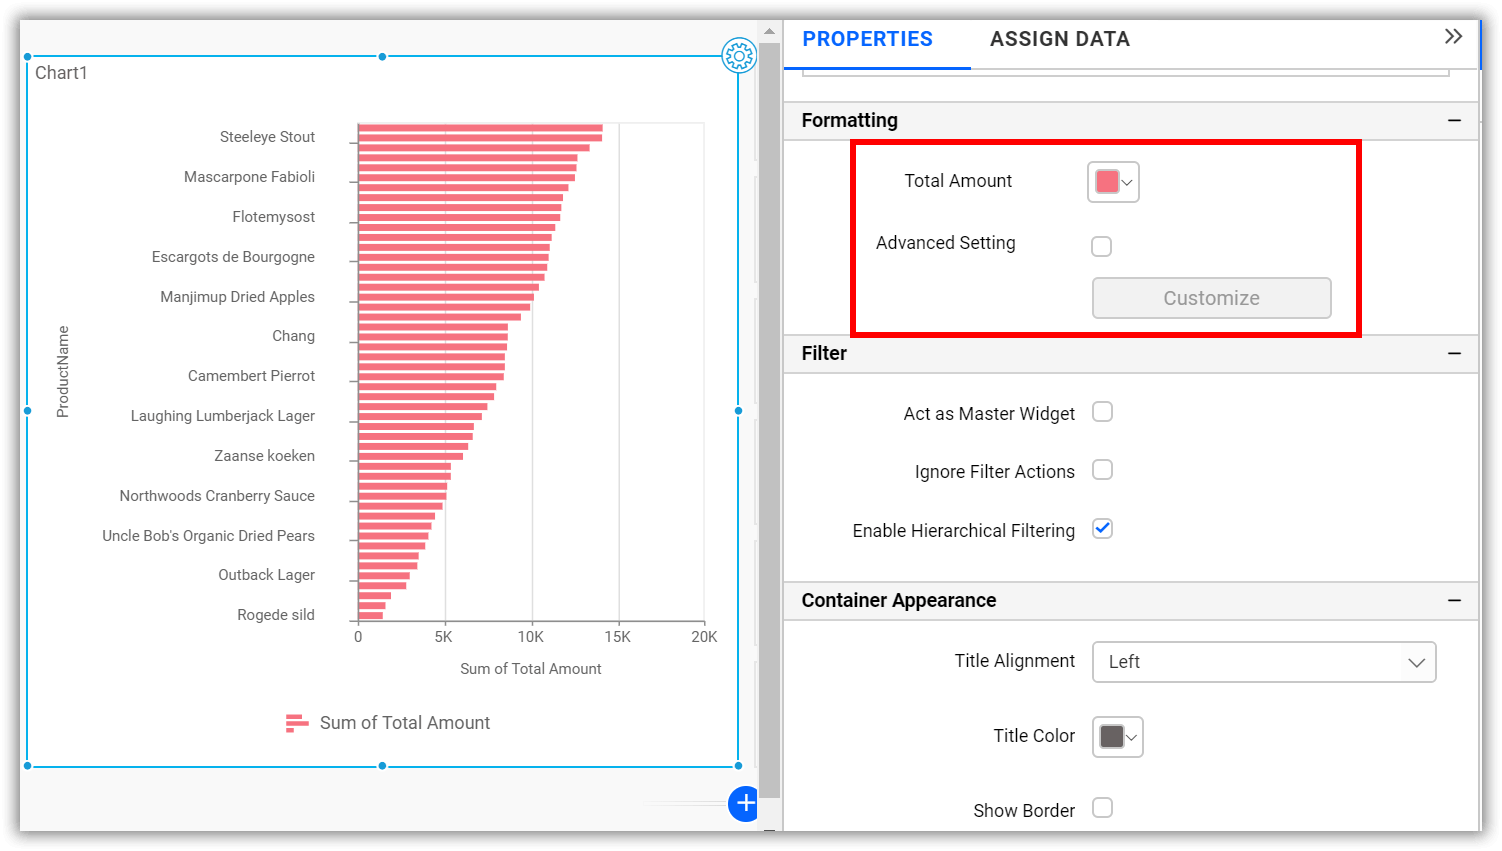 Chart1
Steeleye Stout
Mascarpone Fabioli
Flotemysost
Escargots de Bourgogne
Manjimup Dried Apples
Chang
Camembert Pierrot
Laughing Lumberjack Lager
Zaanse koeken
Northwoods Cranberry Sauce
Uncle Bob's Organic Dried Pears
Outback Lager
Rogede sild
ProductName
0 5K 10K 15K 20K
Sum of Total Amount
Sum of Total Amount
PROPERTIES ASSIGN DATA
Formatting
Total Amount
Advanced Setting
Customize
Filter
Act as Master Widget
Ignore Filter Actions
Enable Hierarchical Filtering
Container Appearance
Title Alignment Left
Title Color
Show Border